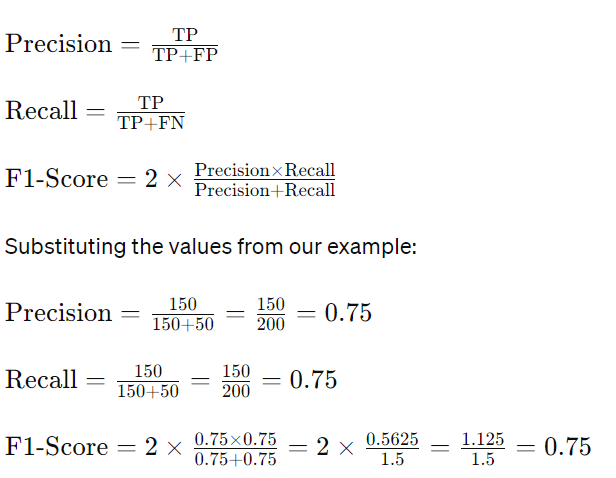 Precision = TP/TP+FP
Recall = TP/TP+FN
F1-Score = 2 × Precision×Recall/Precision+Recall
Substituting the values from our example:
Precision = 150/150+50 = 150/200 = 0.75
Recall = 150/150+50 = 150/200 = 0.75
F1-Score = 2 × 0.75×0.75/0.75+0.75 = 2 × 0.5625/1.5 = 1.125/1.5 = 0.75